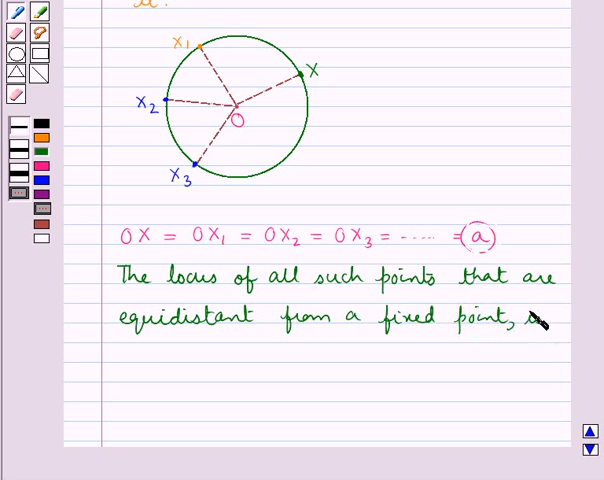 X₁
X
X₂
O
X₃
OX = OX₁ = OX₂ = OX₃ = ...... = a
The locus of all such points that are
equidistant from a fixed point,